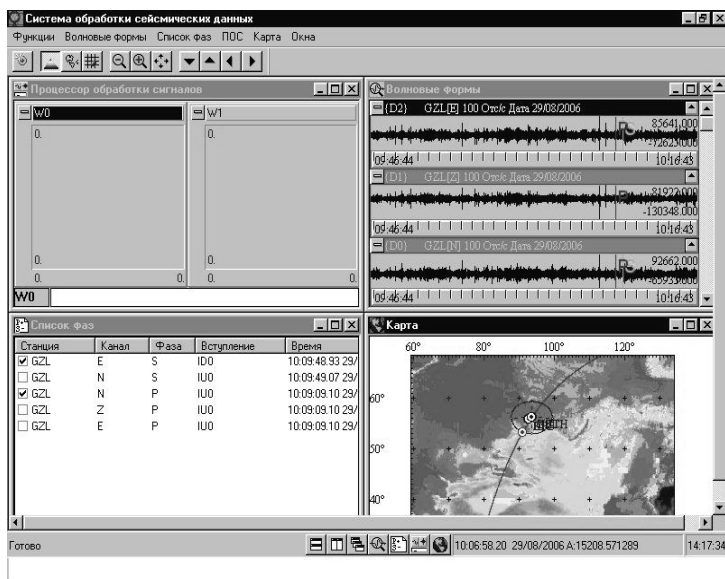 Система обработки сейсмических данных
Функции Волновые формы Список фаз ПОС Карта Окна
Процессор обработки сигналов
W0
W1
0.
0.
0.
0.
0.
0.
0.
0.
W0
Волновые формы
{D2} GZL[E] 100 Отс/с Дата 29/08/2006
85641.000
-72623.000
09:46:44 10:16:43
{D1} GZL[Z] 100 Отс/с Дата 29/08/2006
81922.000
-130348.000
09:46:44 10:16:43
{D0} GZL[N] 100 Отс/с Дата 29/08/2006
92662.000
09:46:44 10:16:43
Список фаз
Станция Канал Фаза Вступление Время
GZL E S ID0 10:09:48.93 29/
GZL N S IU0 10:09:49.07 29/
GZL N P IU0 10:09:09.10 29/
GZL Z P IU0 10:09:09.10 29/
GZL E P IU0 10:09:09.10 29/
Карта
60° 80° 100° 120°
60°
50°
40°
Готово
10:06:58.20 29/08/2006 A:15208.571289
14:17:34